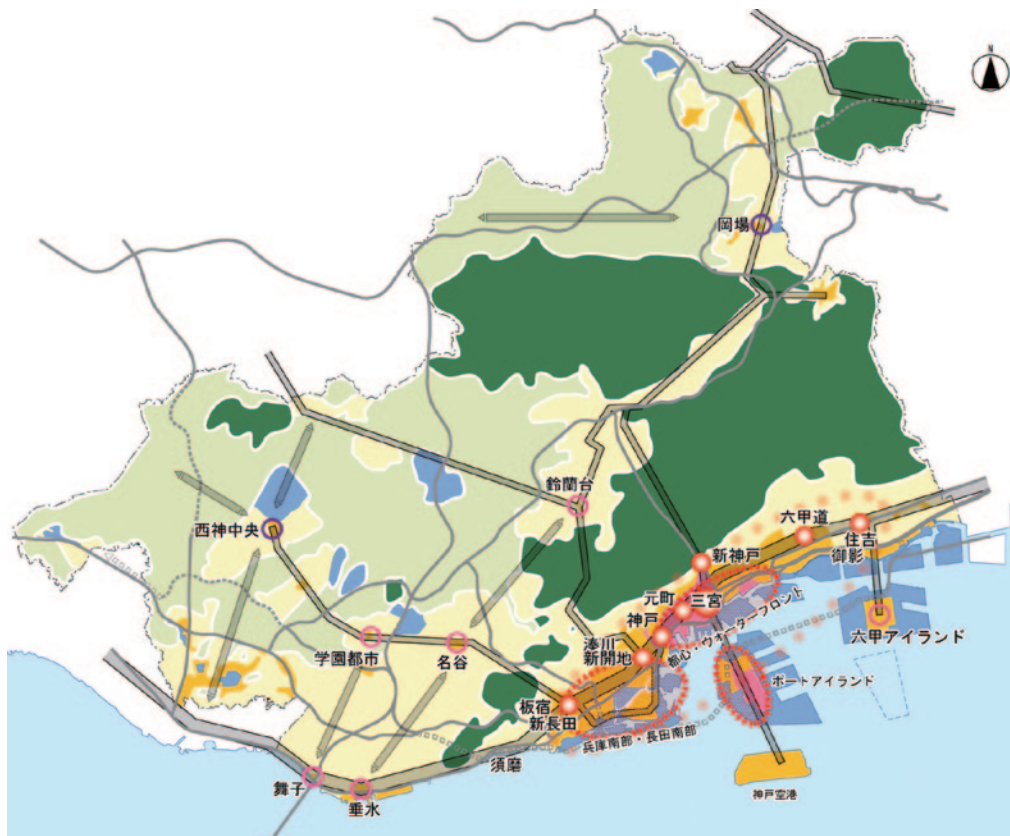 N
岡場
鈴蘭台
西神中央
六甲道
住吉
御影
新神戸
元町
三宮
神戸
都心・ウォーターフロント
六甲アイランド
湊川
新開地
学園都市
名谷
ポートアイランド
板宿
新長田
兵庫南部・長田南部
須磨
舞子
垂水
神戸空港